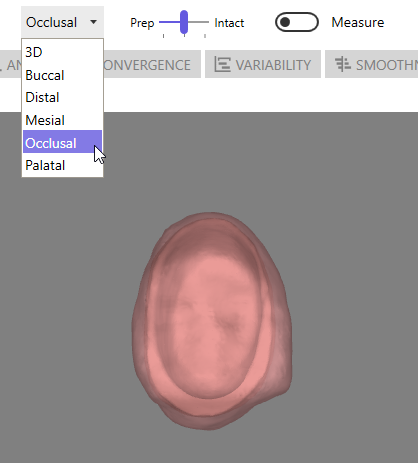 Occlusal Prep Intact Measure
3D
AN ONVERGENCE VARIABILITY SMOOTHN
Buccal
Distal
Mesial
Occlusal
Palatal